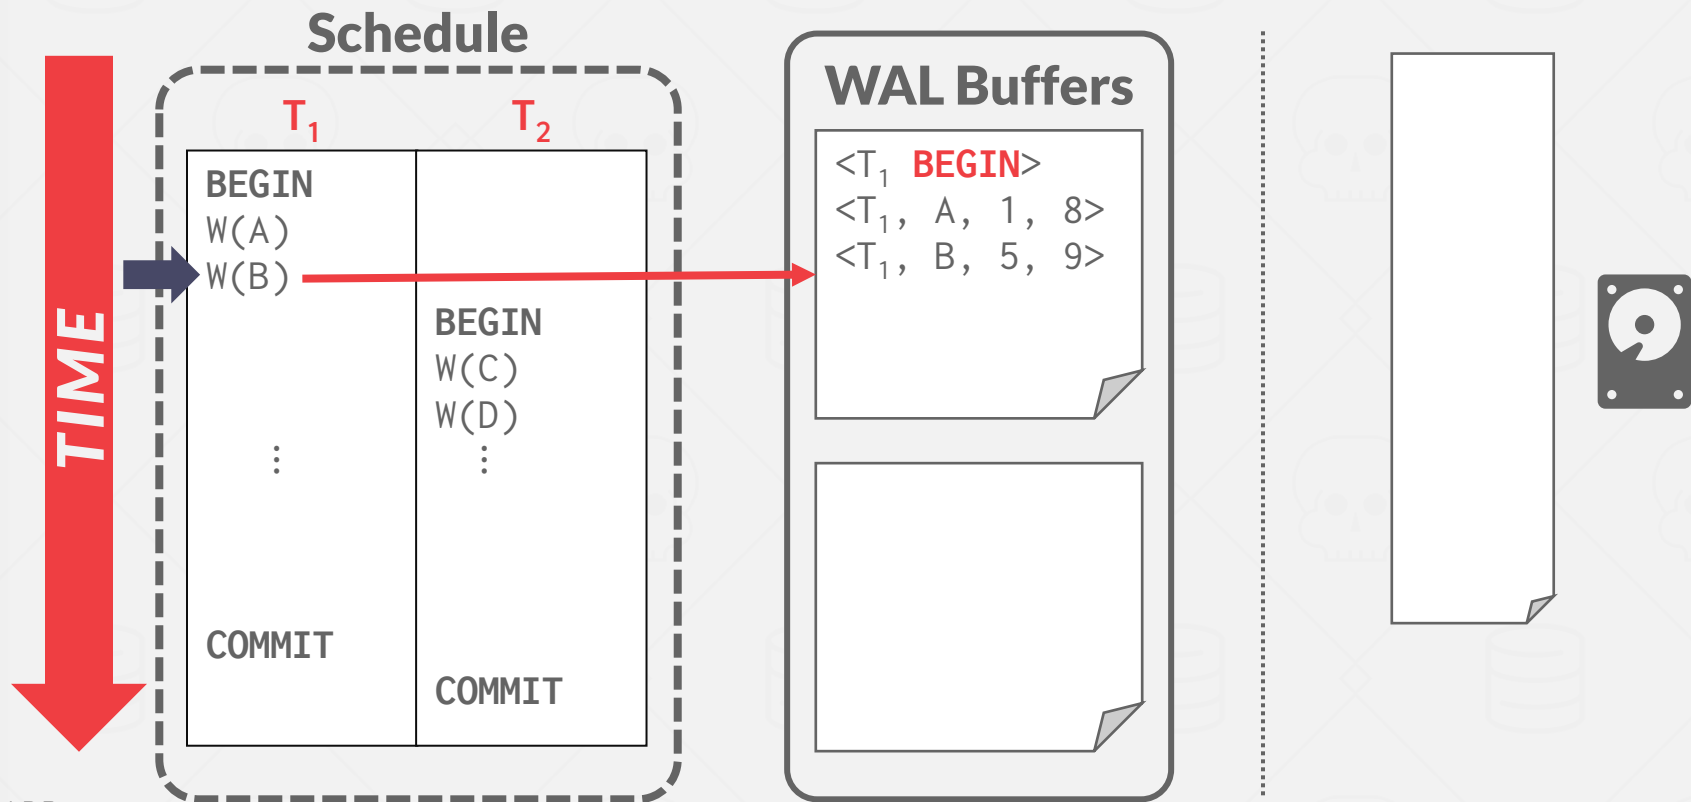 Schedule
TIME
T₁ T₂
BEGIN
W(A)
W(B)
BEGIN
W(C)
W(D)
⋮ ⋮
COMMIT
COMMIT
WAL Buffers
<T₁ BEGIN>
<T₁, A, 1, 8>
<T₁, B, 5, 9>